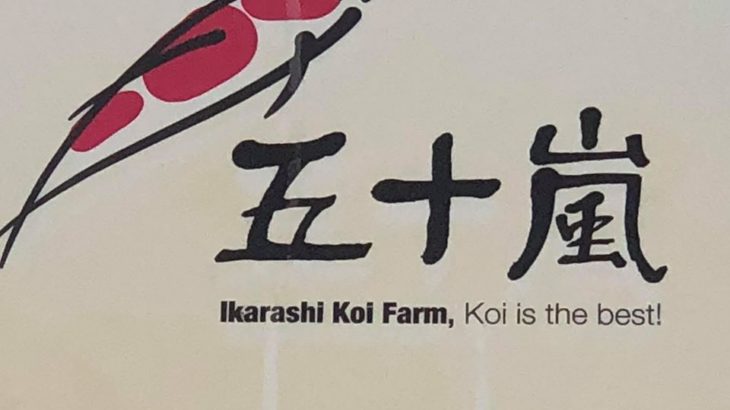 五十嵐
Ikarashi Koi Farm, Koi is the best!